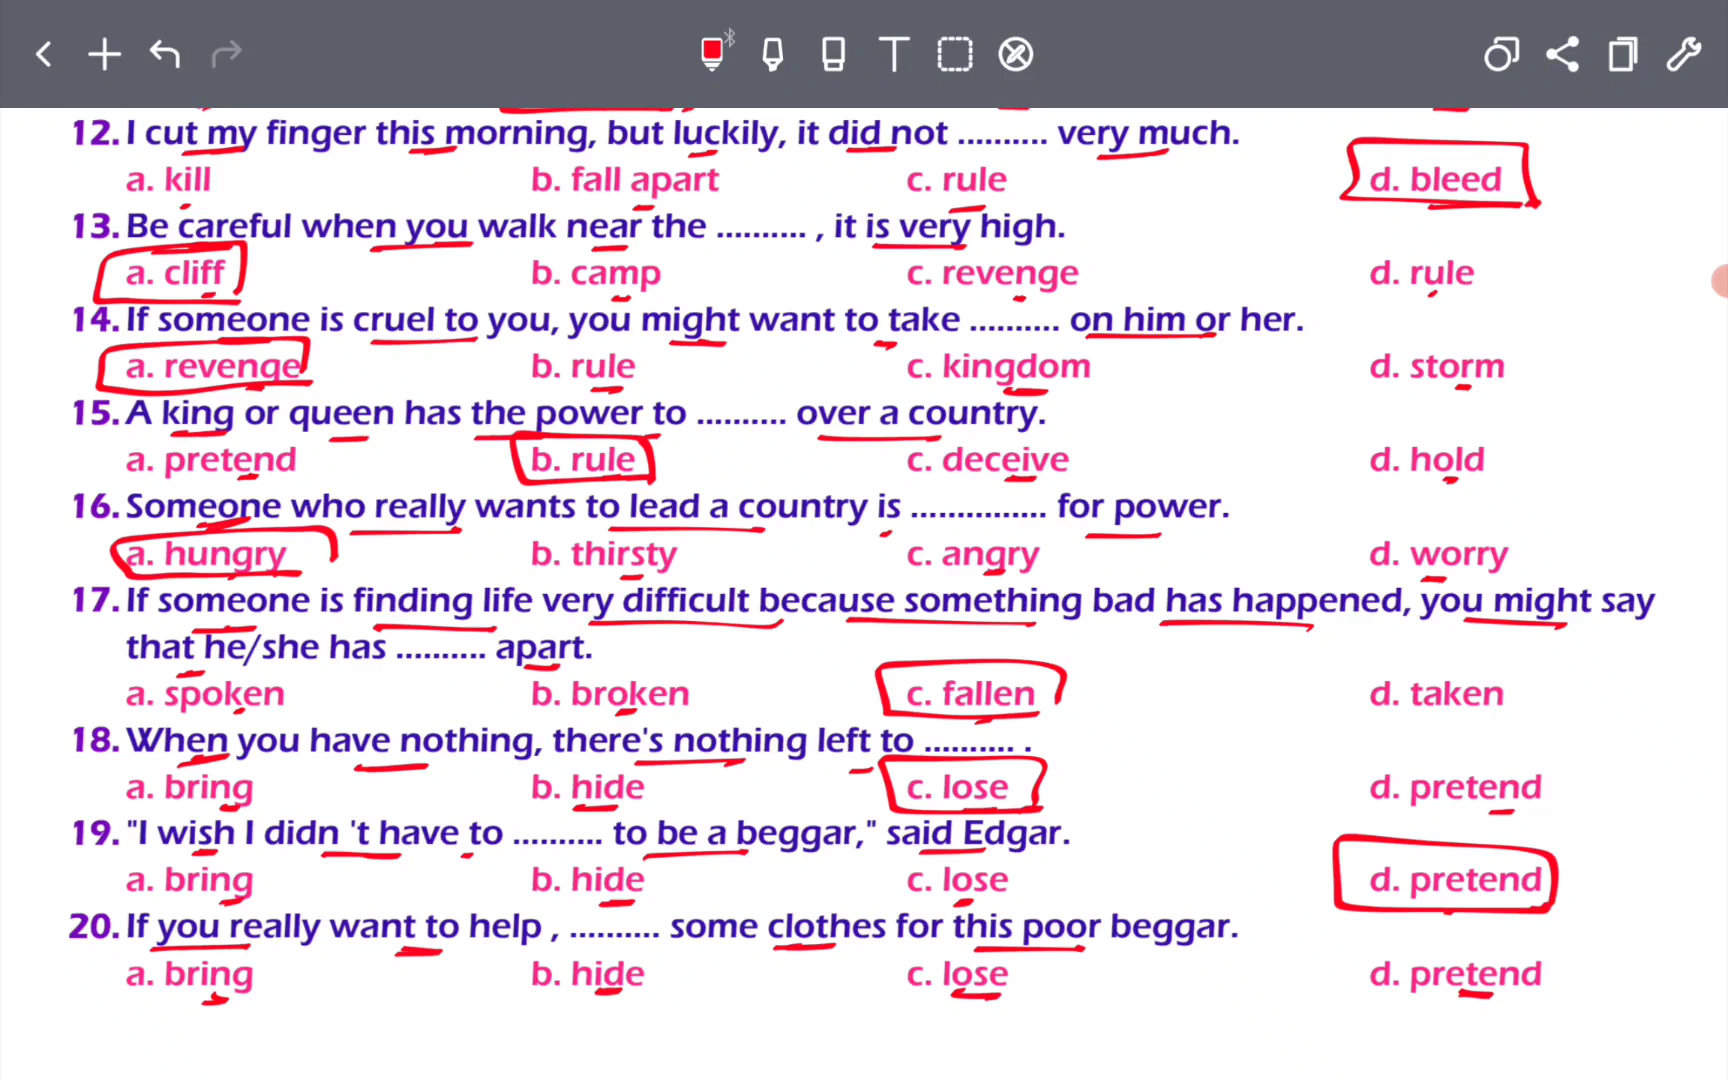 12. I cut my finger this morning, but luckily, it did not .......... very much.
a. kill b. fall apart c. rule d. bleed
13. Be careful when you walk near the .......... , it is very high.
a. cliff b. camp c. revenge d. rule
14. If someone is cruel to you, you might want to take .......... on him or her.
a. revenge b. rule c. kingdom d. storm
15. A king or queen has the power to .......... over a country.
a. pretend b. rule c. deceive d. hold
16. Someone who really wants to lead a country is ............... for power.
a. hungry b. thirsty c. angry d. worry
17. If someone is finding life very difficult because something bad has happened, you might say
that he/she has .......... apart.
a. spoken b. broken c. fallen d. taken
18. When you have nothing, there's nothing left to .......... .
a. bring b. hide c. lose d. pretend
19. "I wish I didn 't have to .......... to be a beggar," said Edgar.
a. bring b. hide c. lose d. pretend
20. If you really want to help , .......... some clothes for this poor beggar.
a. bring b. hide c. lose d. pretend